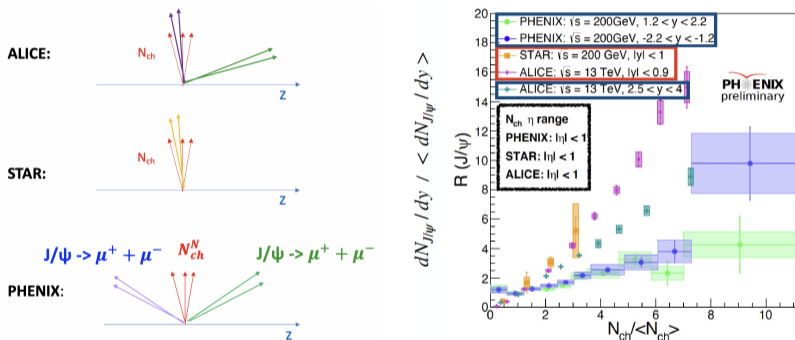 ALICE:
N_ch
Z
STAR:
N_ch
Z
J/ψ -> μ⁺ + μ⁻
N_ch^N
J/ψ -> μ⁺ + μ⁻
PHENIX:
Z
dN_{J/ψ}/dy / < dN_{J/ψ}/dy >
R (J/ψ)
20
18
16
14
12
10
8
6
4
2
0
PHENIX: √s = 200GeV, 1.2 < y < 2.2
PHENIX: √s = 200GeV, -2.2 < y < -1.2
STAR: √s = 200 GeV, |y| < 1
ALICE: √s = 13 TeV, |y| < 0.9
ALICE: √s = 13 TeV, 2.5 < y < 4
PHENIX
preliminary
N_ch η range
PHENIX: |η| < 1
STAR: |η| < 1
ALICE: |η| < 1
0 2 4 6 8 10
N_ch/<N_ch>